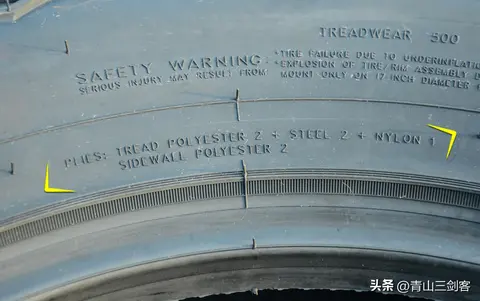 TREADWEAR 500
SAFETY WARNING:
SERIOUS INJURY MAY RESULT FROM
•TIRE FAILURE DUE TO UNDERINFLATI
•EXPLOSION OF TIRE/RIM ASSEMBLY D
MOUNT ONLY ON 17 INCH DIAMETER
PLIES: TREAD POLYESTER 2 + STEEL 2 + NYLON 1
SIDEWALL POLYESTER 2
头条 @青山三剑客